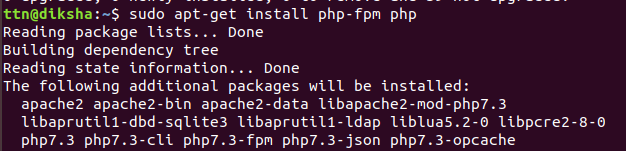 ttn@diksha:~$ sudo apt-get install php-fpm php
Reading package lists... Done
Building dependency tree
Reading state information... Done
The following additional packages will be installed:
  apache2 apache2-bin apache2-data libapache2-mod-php7.3
  libaprutil1-dbd-sqlite3 libaprutil1-ldap liblua5.2-0 libpcre2-8-0
  php7.3 php7.3-cli php7.3-fpm php7.3-json php7.3-opcache